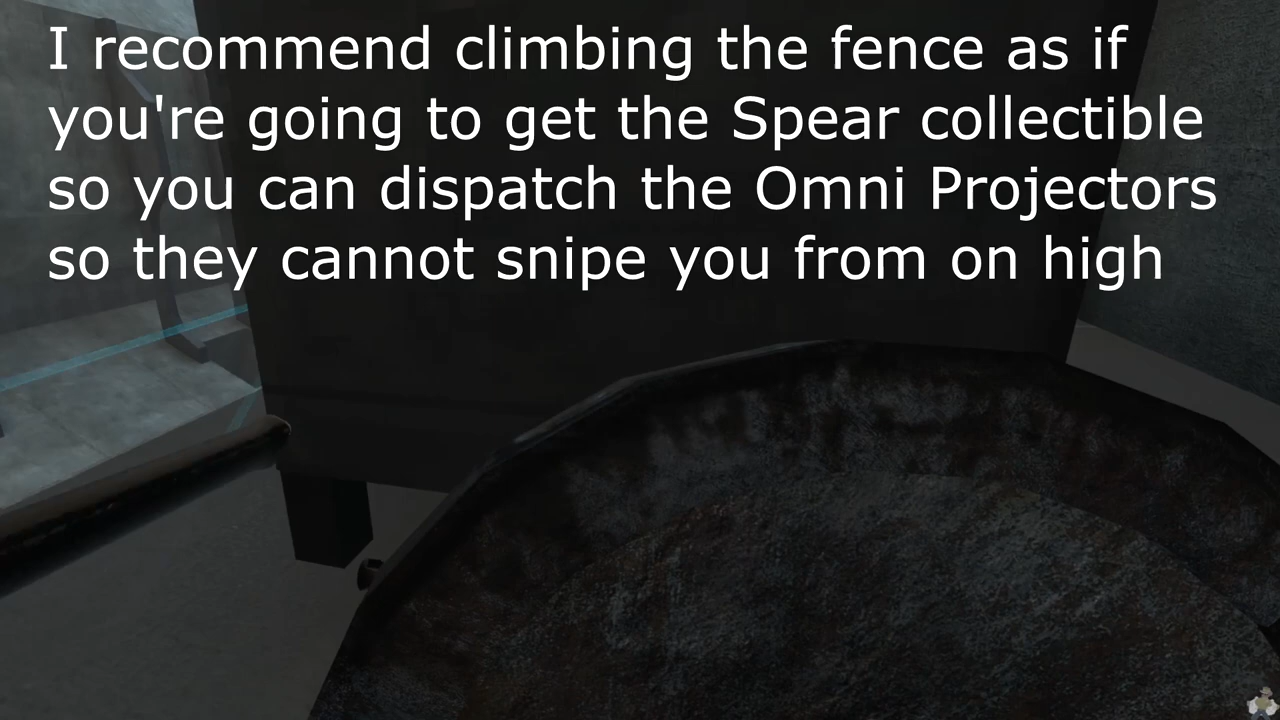 I recommend climbing the fence as if
you're going to get the Spear collectible
so you can dispatch the Omni Projectors
so they cannot snipe you from on high